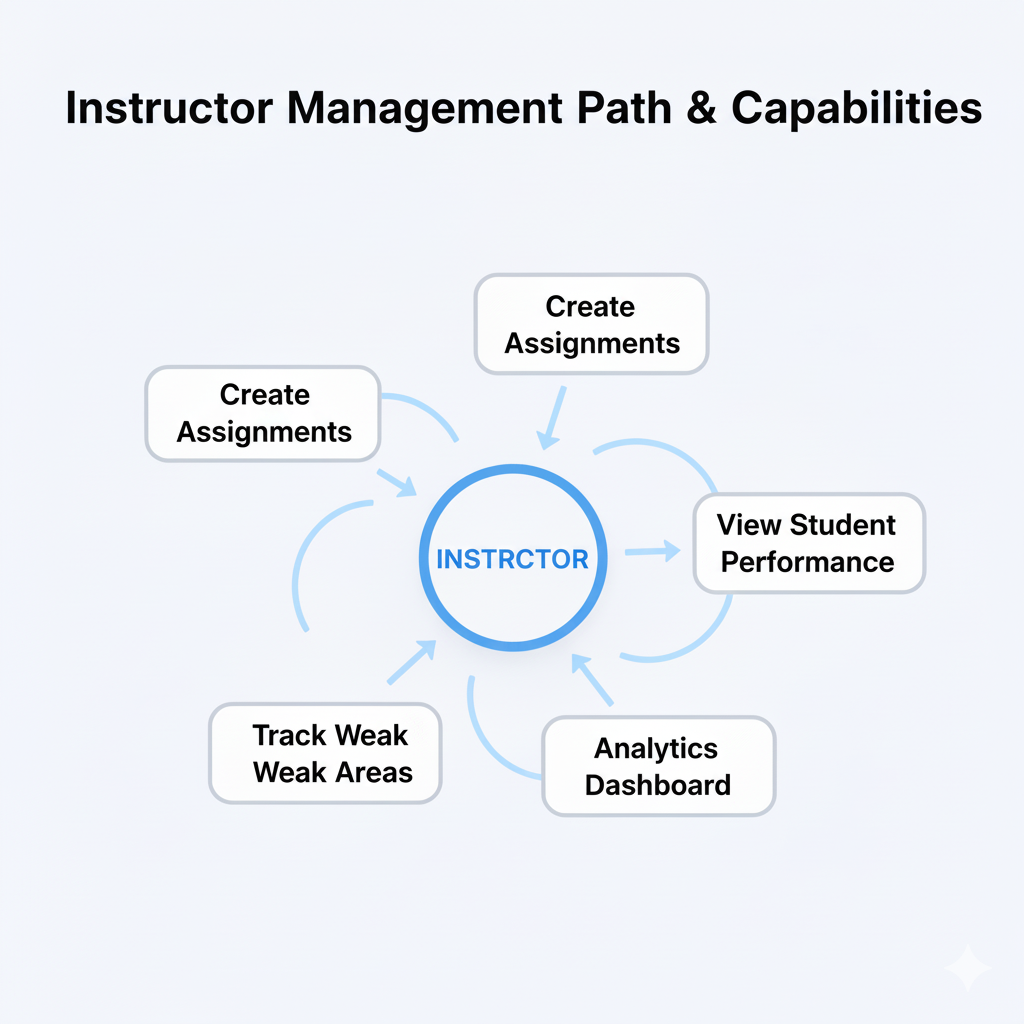 Instructor Management Path & Capabilities
Create
Assignments
Create
Assignments
INSTRCTOR
View Student
Performance
Track Weak
Weak Areas
Analytics
Dashboard